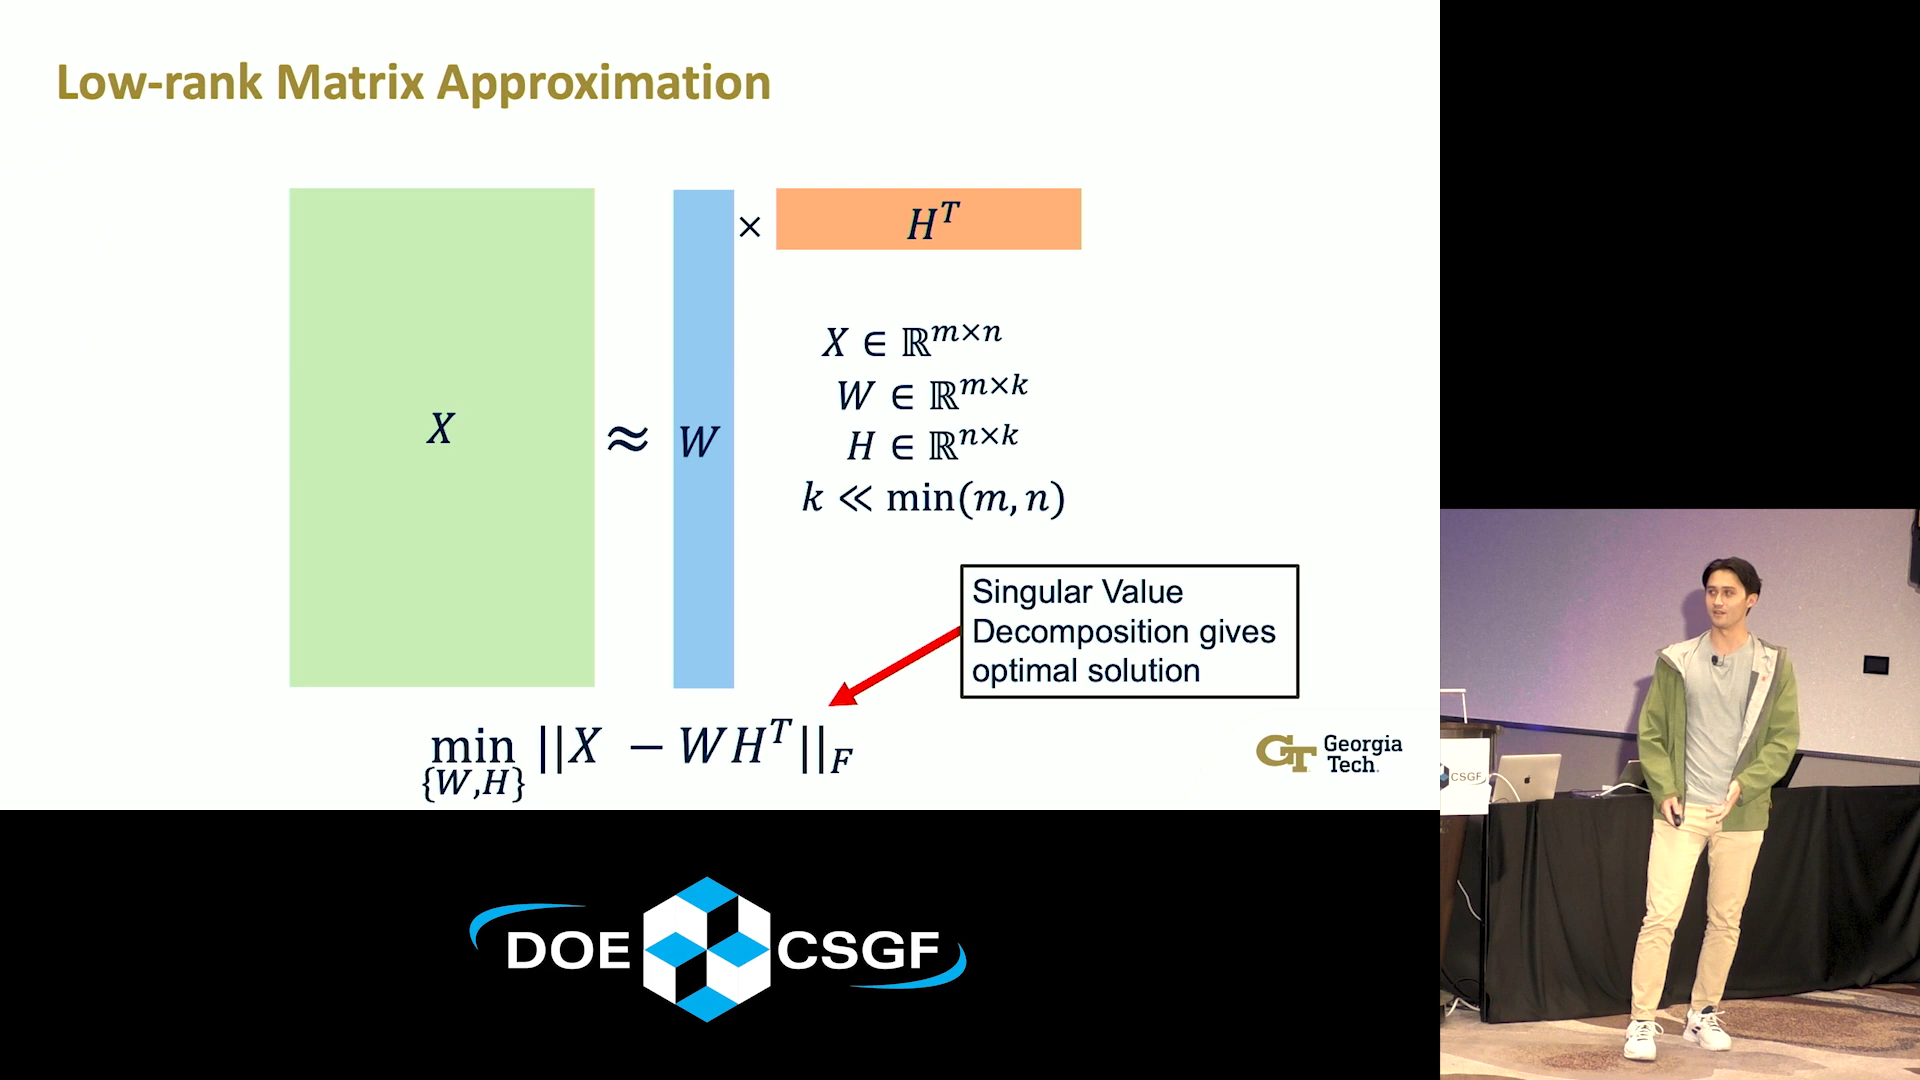 Low-rank Matrix Approximation
X
≈
W
×
H^T
X ∈ ℝ^{m×n}
W ∈ ℝ^{m×k}
H ∈ ℝ^{n×k}
k ≪ min(m, n)
Singular Value
Decomposition gives
optimal solution
min ||X − WH^T||_F
{W,H}
GT Georgia
Tech.
DOE CSGF
CSGF